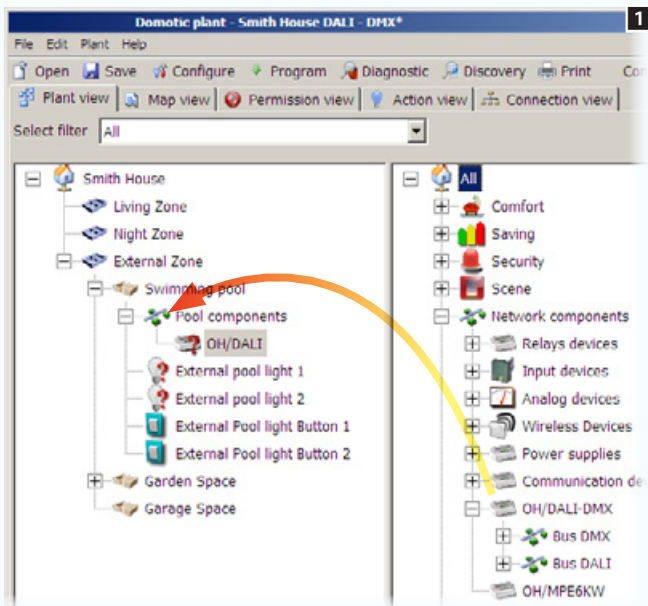 Domotic plant - Smith House DALI - DMX*
1
File Edit Plant Help
Open Save Configure Program Diagnostic Discovery Print
Plant view Map view Permission view Action view Connection view
Select filter All
Smith House
Living Zone
Night Zone
External Zone
Swimming pool
Pool components
OH/DALI
External pool light 1
External pool light 2
External Pool light Button 1
External Pool light Button 2
Garden Space
Garage Space
All
Comfort
Saving
Security
Scene
Network components
Relays devices
Input devices
Analog devices
Wireless Devices
Power supplies
Communication de
OH/DALI-DMX
Bus DMX
Bus DALI
OH/MPE6KW